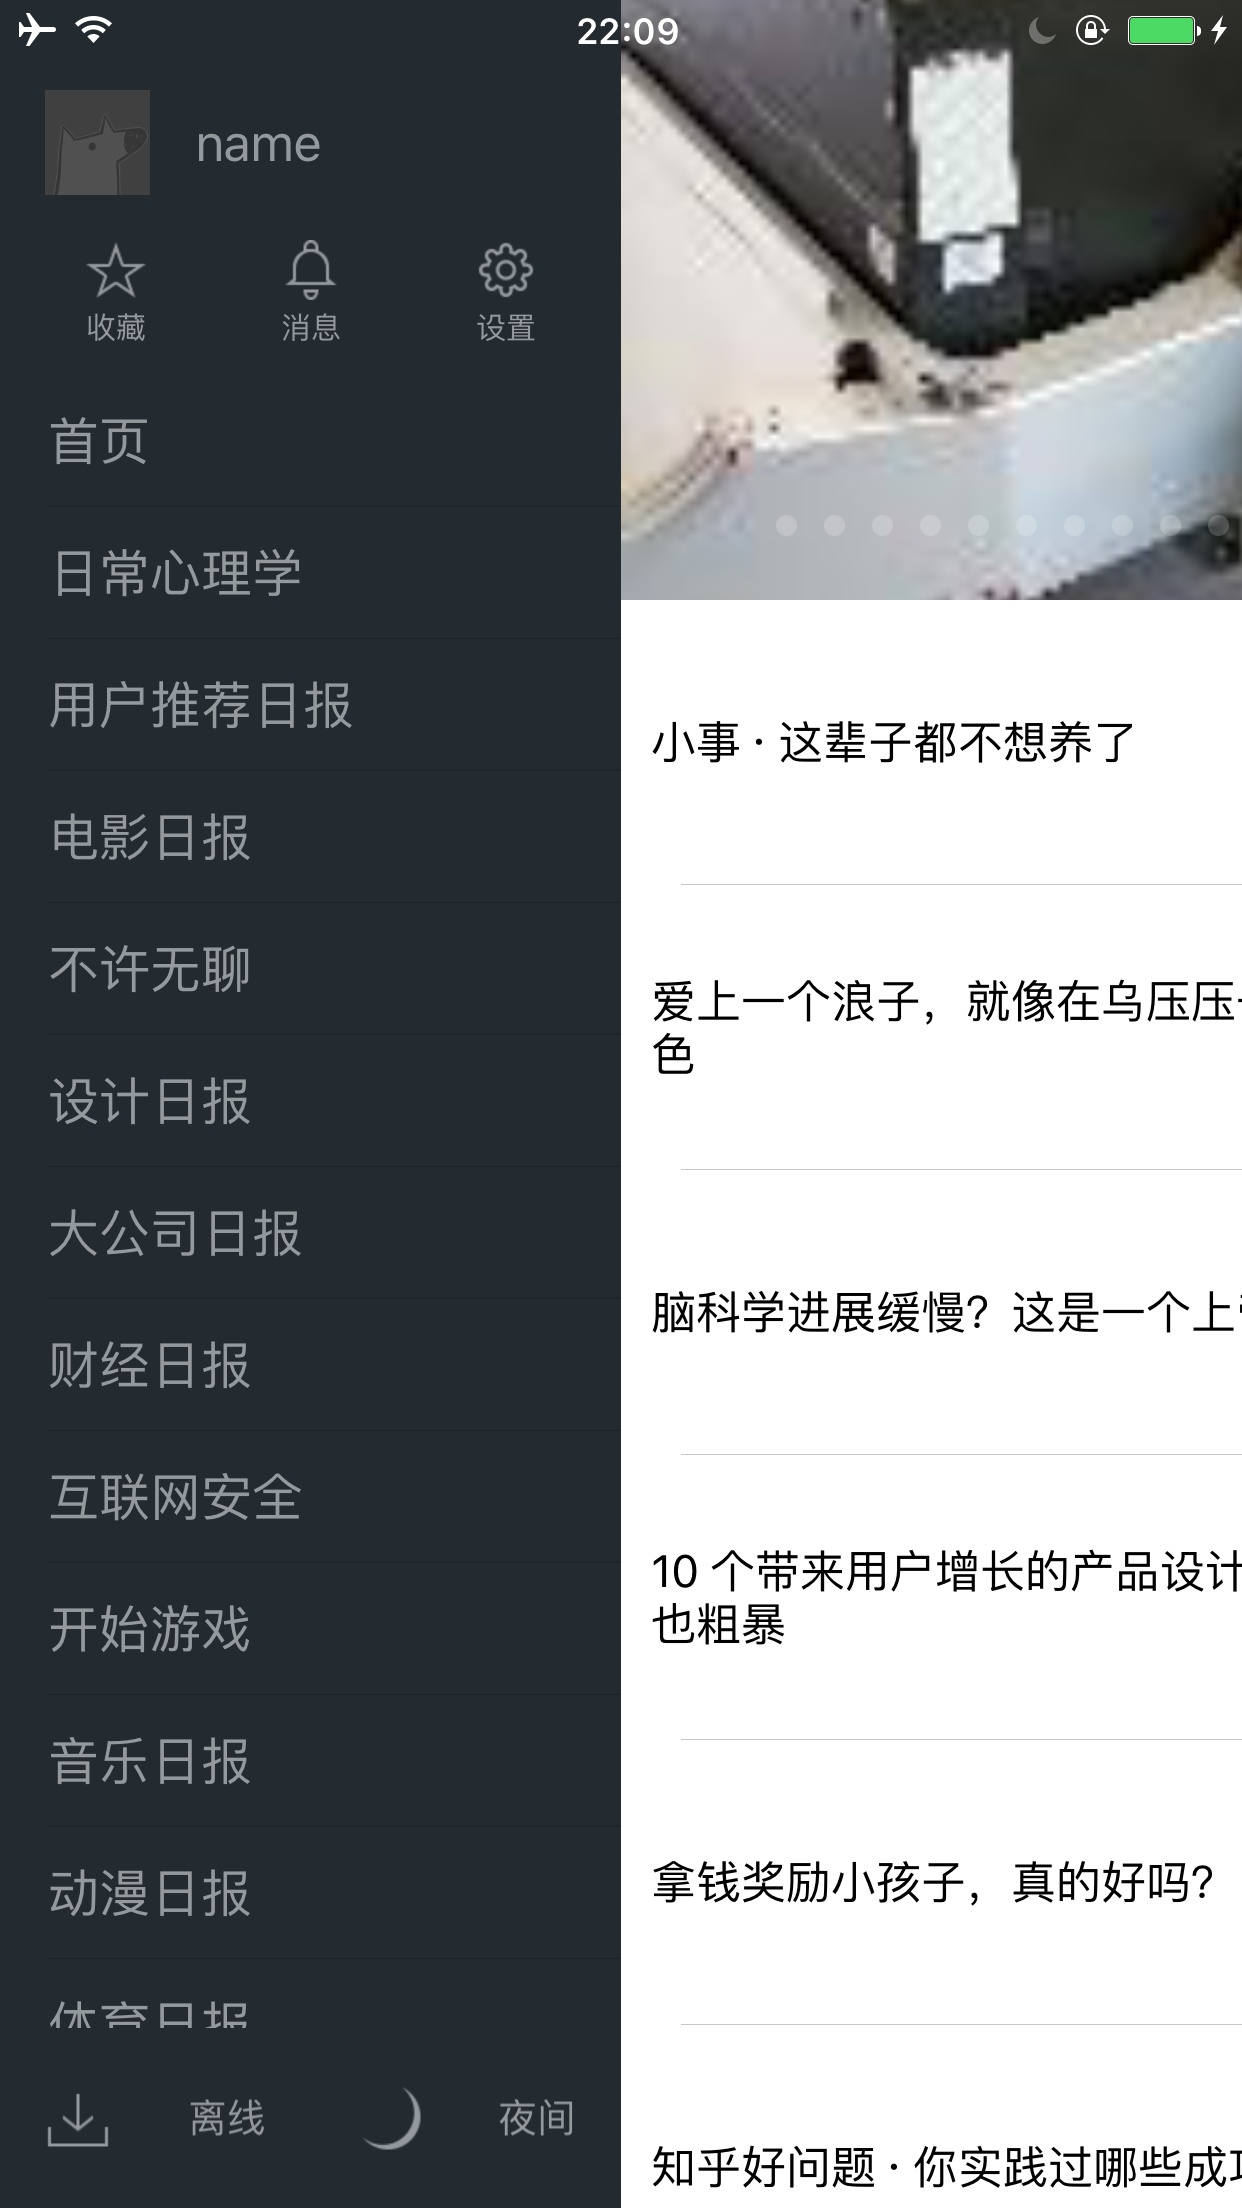 22:09
name
收藏
消息
设置
首页
日常心理学
用户推荐日报
电影日报
不许无聊
设计日报
大公司日报
财经日报
互联网安全
开始游戏
音乐日报
动漫日报
体育日报
离线
夜间
小事 · 这辈子都不想养了
爱上一个浪子，就像在乌压压
色
脑科学进展缓慢？这是一个上
10 个带来用户增长的产品设计
也粗暴
拿钱奖励小孩子，真的好吗？
知乎好问题 · 你实践过哪些成